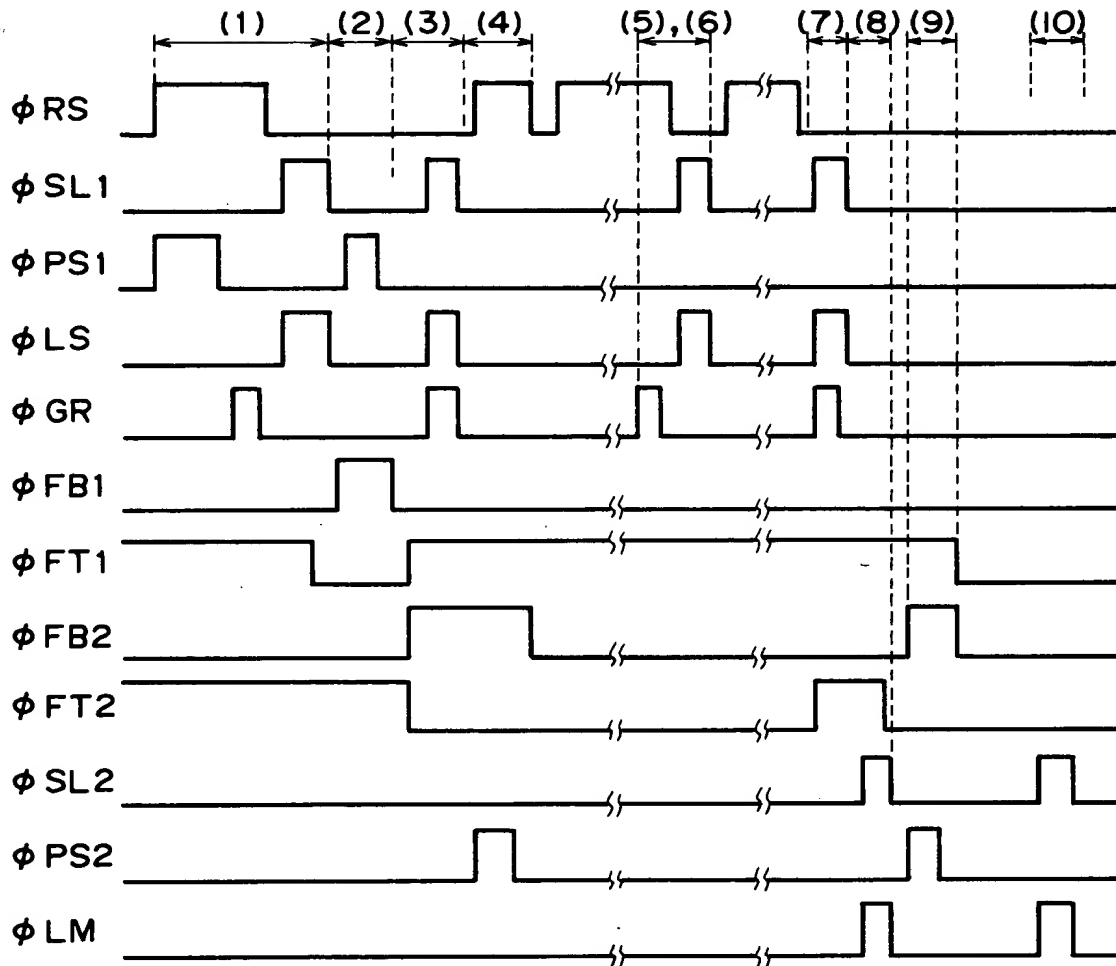 (1) (2) (3) (4) (5),(6) (7) (8) (9) (10)
φRS
φSL1
φPS1
φLS
φGR
φFB1
φFT1
φFB2
φFT2
φSL2
φPS2
φLM